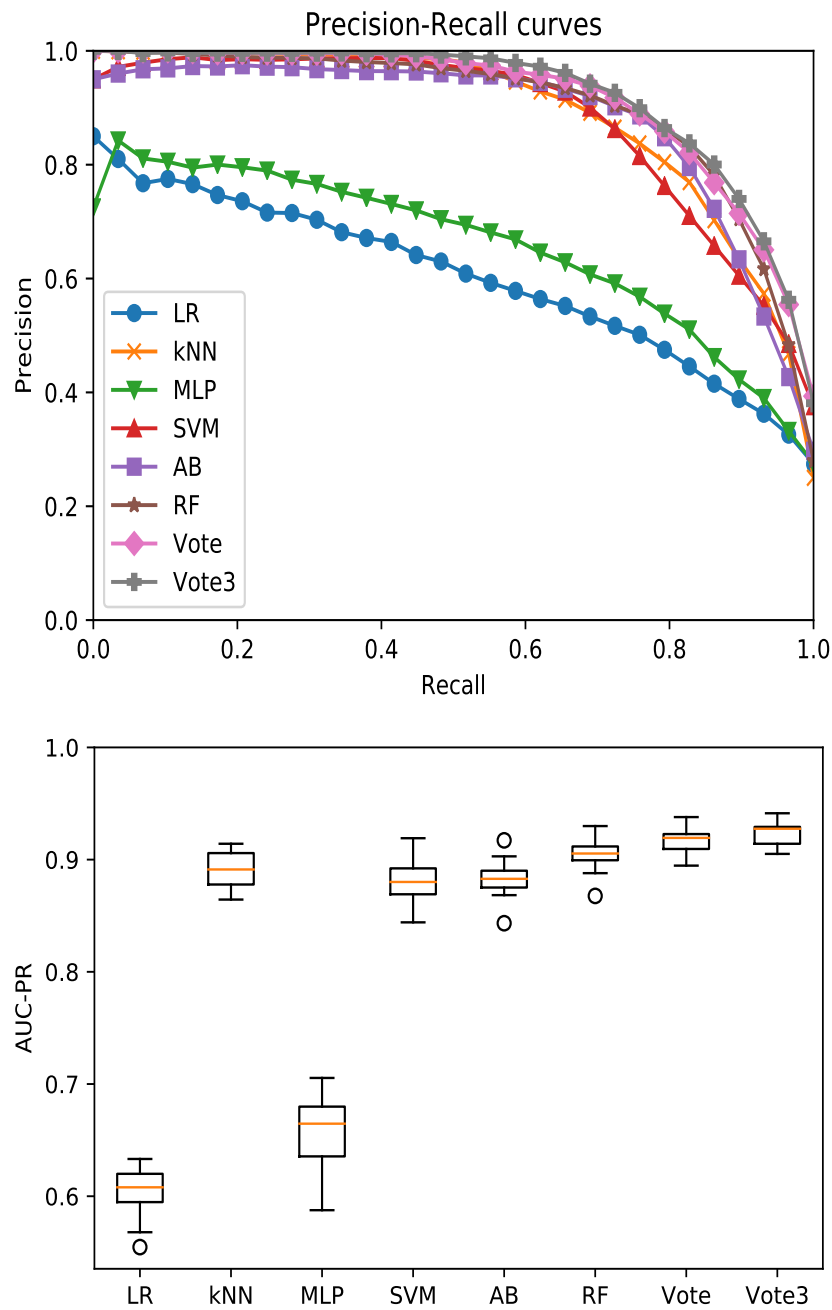 Precision-Recall curves
1.0
0.8
0.6
0.4
0.2
0.0
Precision
LR
kNN
MLP
SVM
AB
RF
Vote
Vote3
0.0 0.2 0.4 0.6 0.8 1.0
Recall
1.0
0.9
0.8
0.7
0.6
AUC-PR
LR kNN MLP SVM AB RF Vote Vote3